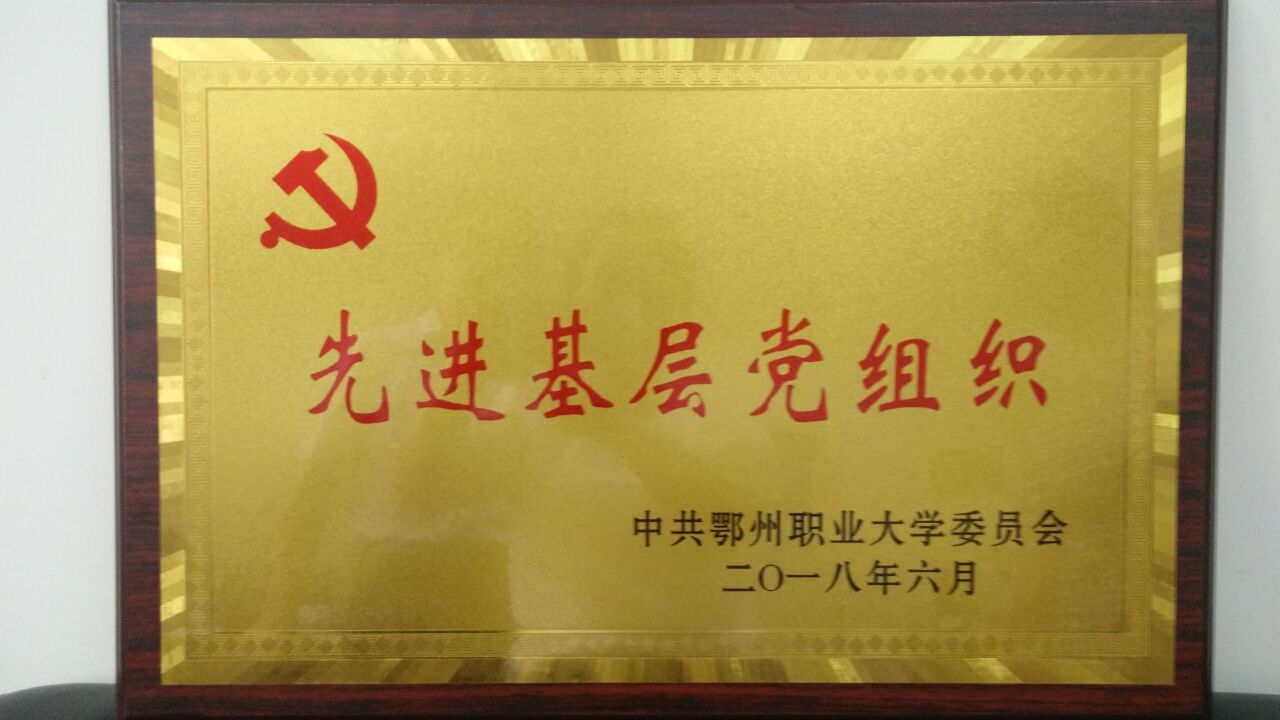 先进基层党组织
中共鄂州职业大学委员会
二〇一八年六月